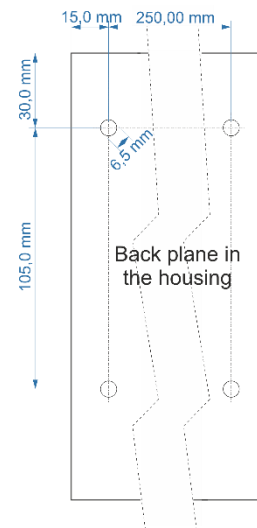 15,0 mm
250,00 mm
30,0 mm
6,5 mm
105,0 mm
Back plane in
the housing